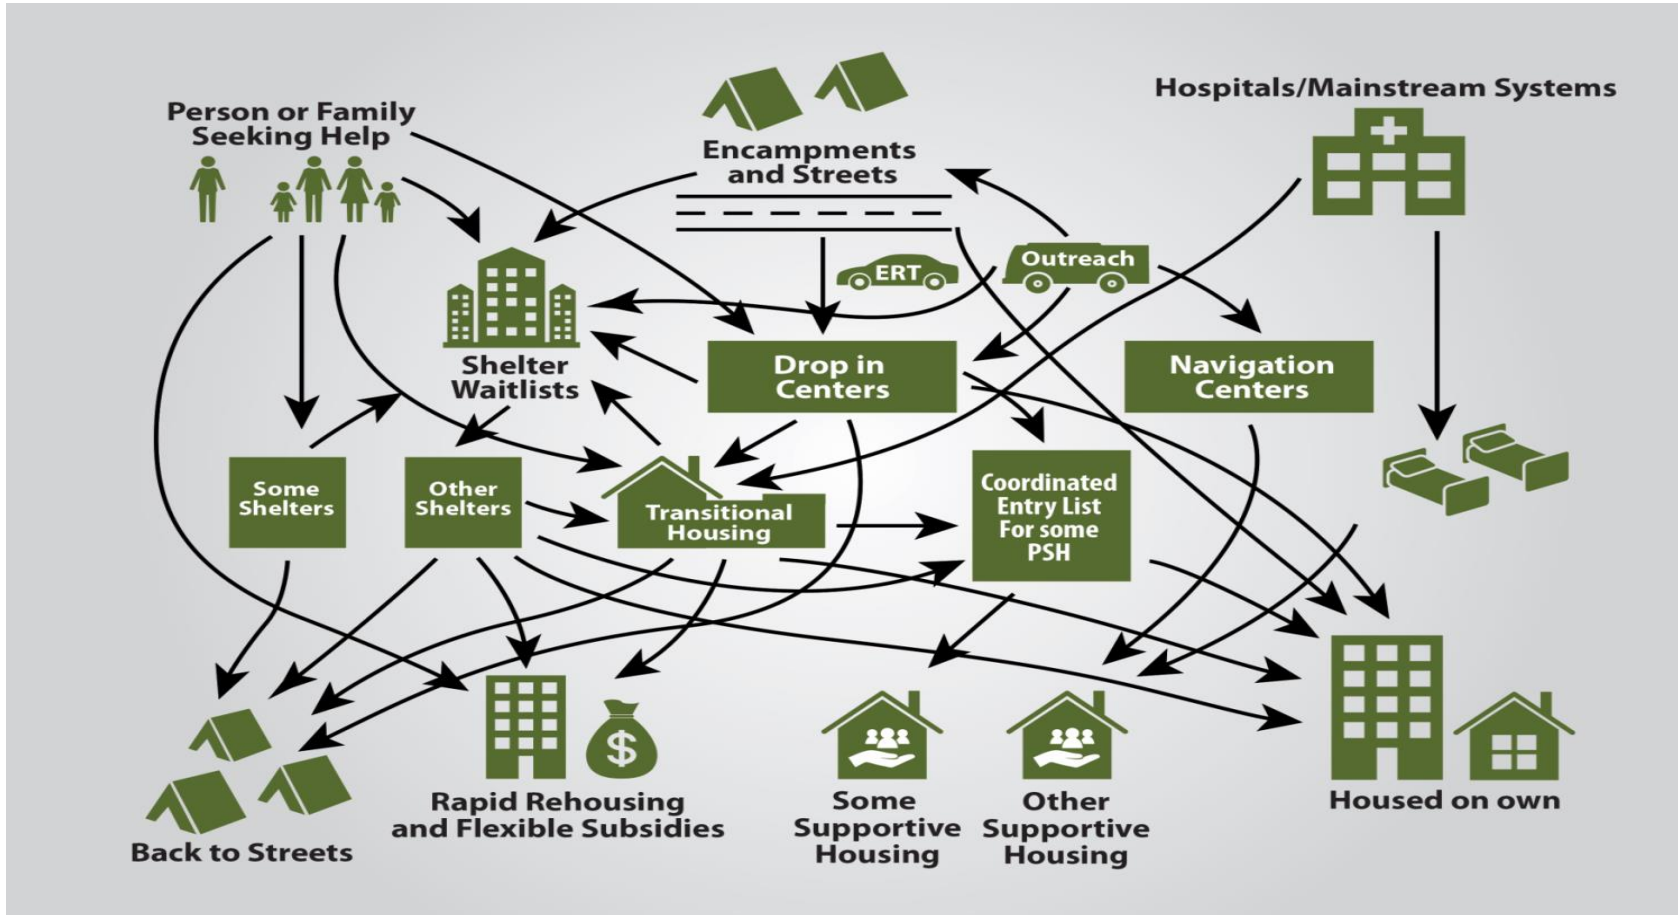 Person or Family
Seeking Help
Encampments
and Streets
Hospitals/Mainstream Systems
ERT
Outreach
Shelter
Waitlists
Drop in
Centers
Navigation
Centers
Some
Shelters
Other
Shelters
Transitional
Housing
Coordinated
Entry List
For some
PSH
$
Back to Streets
Rapid Rehousing
and Flexible Subsidies
Some
Supportive
Housing
Other
Supportive
Housing
Housed on own